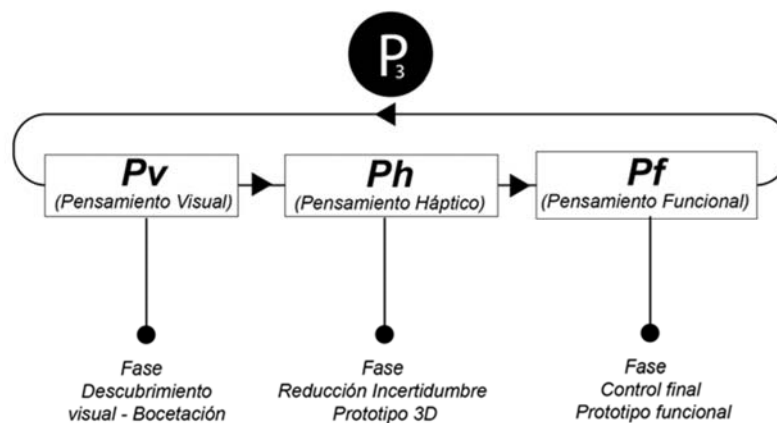 P3
Pv
(Pensamiento Visual)
Ph
(Pensamiento Háptico)
Pf
(Pensamiento Funcional)
Fase
Descubrimiento
visual - Bocetación
Fase
Reducción Incertidumbre
Prototipo 3D
Fase
Control final
Prototipo funcional